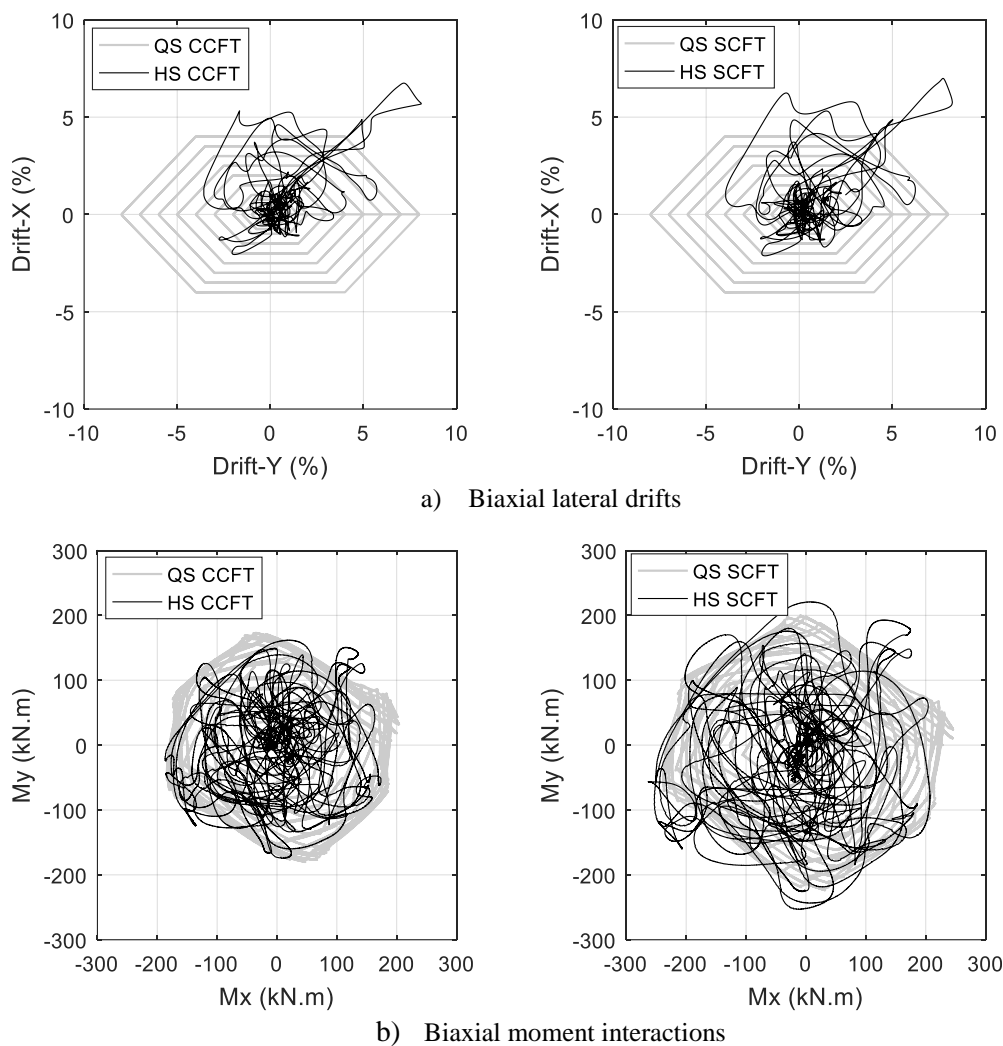 QS CCFT
HS CCFT
10
5
0
-5
-10
-10
-5
0
5
10
Drift-X (%)
Drift-Y (%)
QS SCFT
HS SCFT
10
5
0
-5
-10
-10
-5
0
5
10
Drift-X (%)
Drift-Y (%)
a) Biaxial lateral drifts
QS CCFT
HS CCFT
300
200
100
0
-100
-200
-300
-300
-200
-100
0
100
200
300
My (kN.m)
Mx (kN.m)
QS SCFT
HS SCFT
300
200
100
0
-100
-200
-300
-300
-200
-100
0
100
200
300
My (kN.m)
Mx (kN.m)
b) Biaxial moment interactions